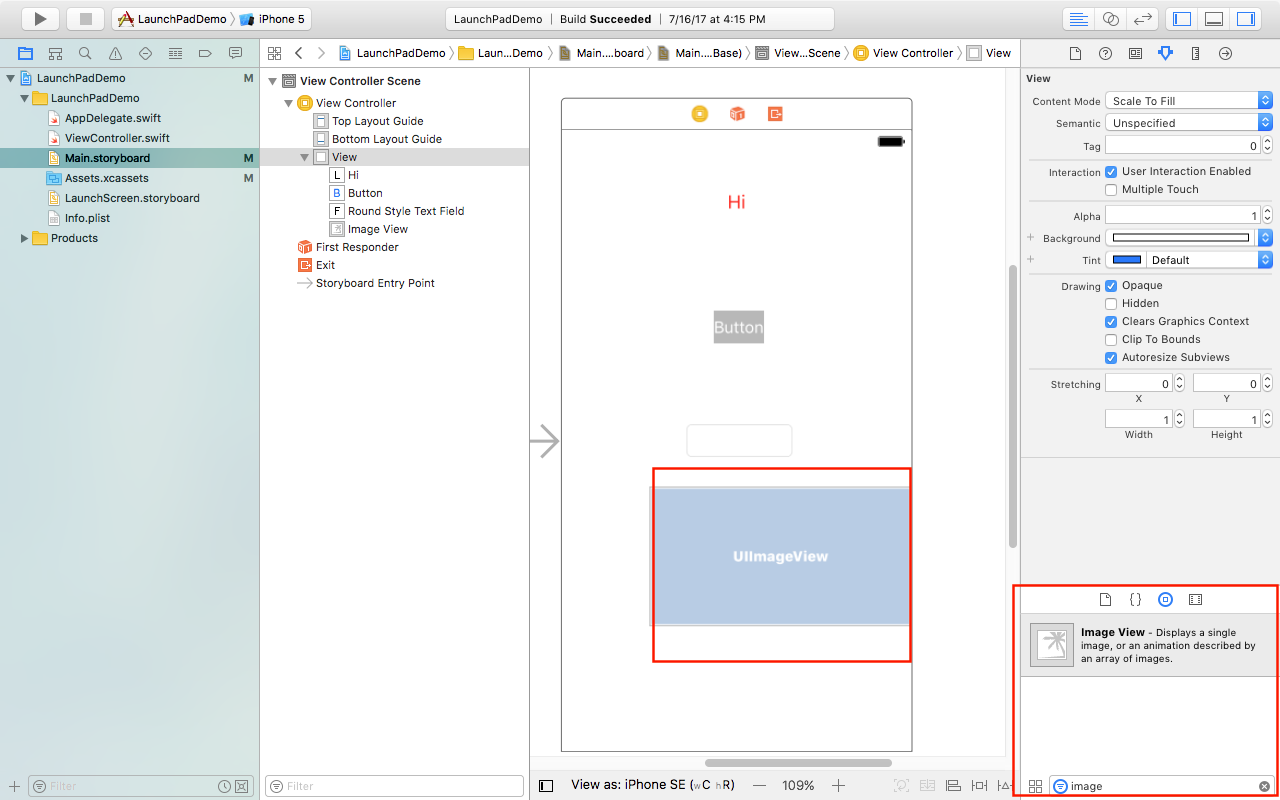 LaunchPadDemo 〉 iPhone 5
LaunchPadDemo | Build Succeeded | 7/16/17 at 4:15 PM
LaunchPadDemo 〉 Laun...Demo 〉 Main....board 〉 Main....Base) 〉 View...Scene 〉 View Controller 〉 View
LaunchPadDemo M
LaunchPadDemo
AppDelegate.swift
ViewController.swift
Main.storyboard M
Assets.xcassets M
LaunchScreen.storyboard
Info.plist
Products
Filter
View Controller Scene
View Controller
Top Layout Guide
Bottom Layout Guide
View
L Hi
B Button
F Round Style Text Field
Image View
First Responder
Exit
Storyboard Entry Point
Filter
Hi
Button
UIImageView
View as: iPhone SE (wC hR) — 109% +
View
Content Mode Scale To Fill
Semantic Unspecified
Tag 0
Interaction User Interaction Enabled
Multiple Touch
Alpha 1
+ Background
+ Tint Default
Drawing Opaque
Hidden
Clears Graphics Context
Clip To Bounds
Autoresize Subviews
Stretching 0 0
X Y
1 1
Width Height
{}
Image View - Displays a single
image, or an animation described by
an array of images.
image